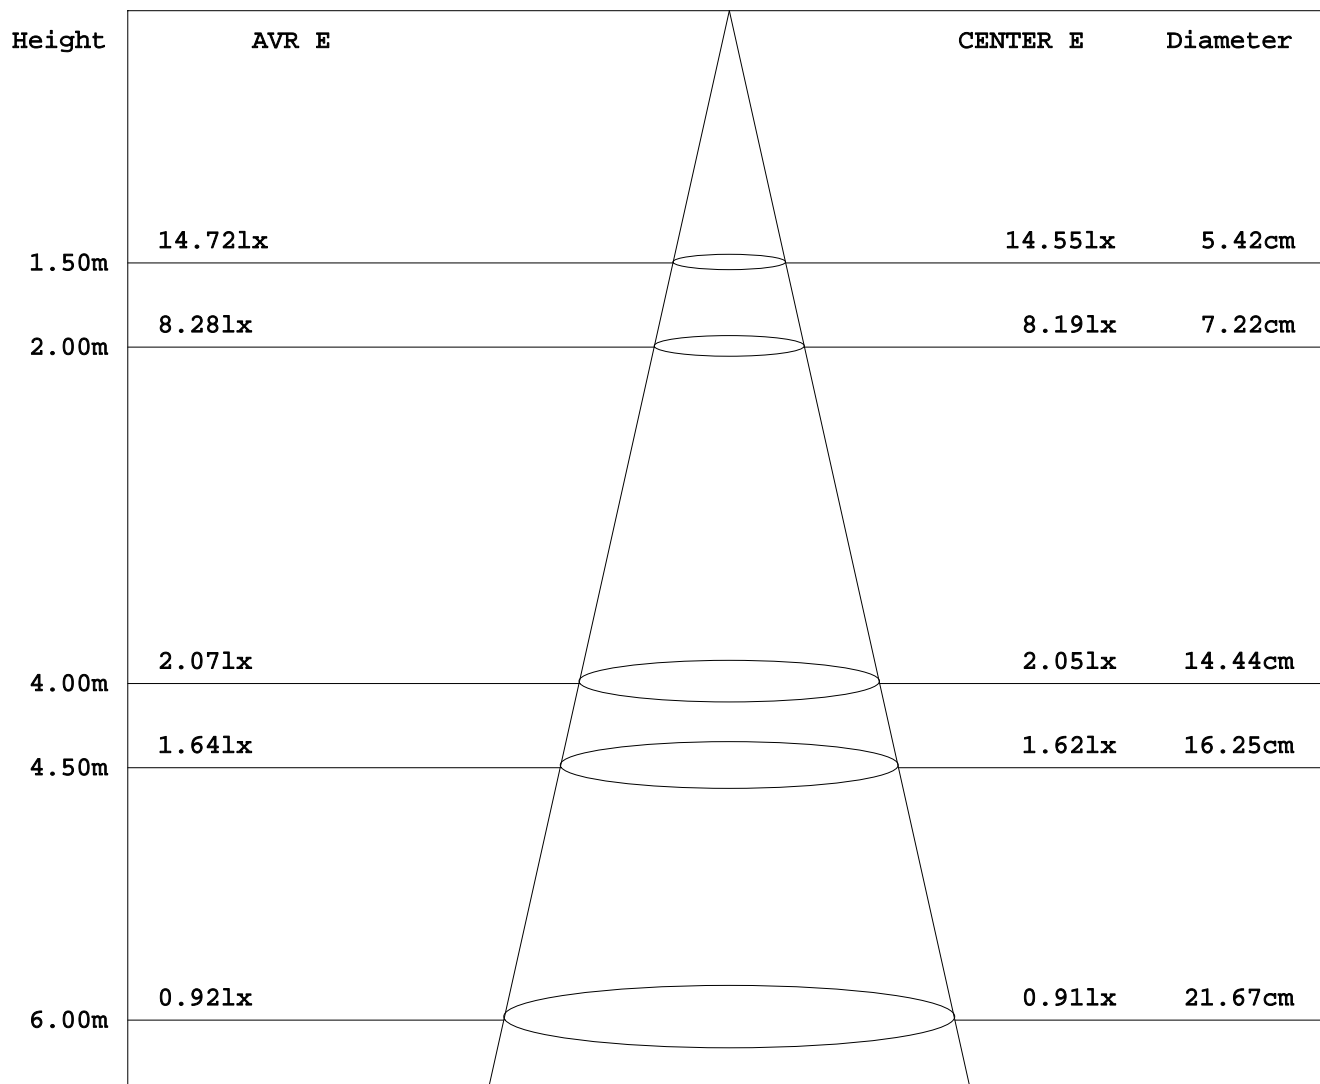 Height AVR E CENTER E Diameter
14.72lx 14.55lx 5.42cm
1.50m
8.28lx 8.19lx 7.22cm
2.00m
2.07lx 2.05lx 14.44cm
4.00m
1.64lx 1.62lx 16.25cm
4.50m
0.92lx 0.91lx 21.67cm
6.00m